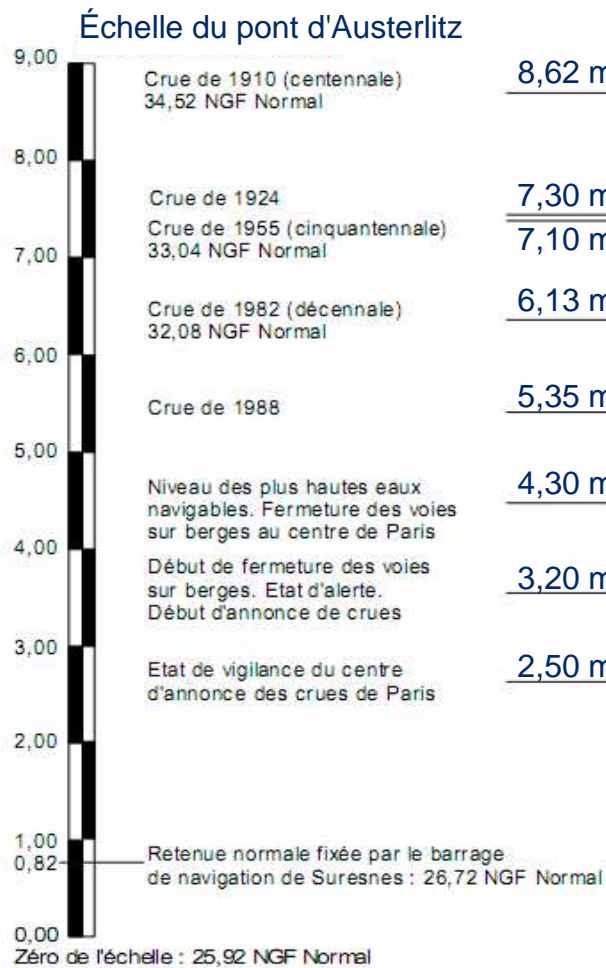 Échelle du pont d'Austerlitz
9,00
Crue de 1910 (centennale)
34,52 NGF Normal
8,62 m
8,00
Crue de 1924
7,30 m
Crue de 1955 (cinquantennale)
33,04 NGF Normal
7,10 m
7,00
Crue de 1982 (décennale)
32,08 NGF Normal
6,13 m
6,00
Crue de 1988
5,35 m
5,00
Niveau des plus hautes eaux
navigables. Fermeture des voies
sur berges au centre de Paris
4,30 m
4,00
Début de fermeture des voies
sur berges. Etat d'alerte.
Début d'annonce de crues
3,20 m
3,00
Etat de vigilance du centre
d'annonce des crues de Paris
2,50 m
2,00
1,00
0,82
Retenue normale fixée par le barrage
de navigation de Suresnes : 26,72 NGF Normal
0,00
Zéro de l'échelle : 25,92 NGF Normal